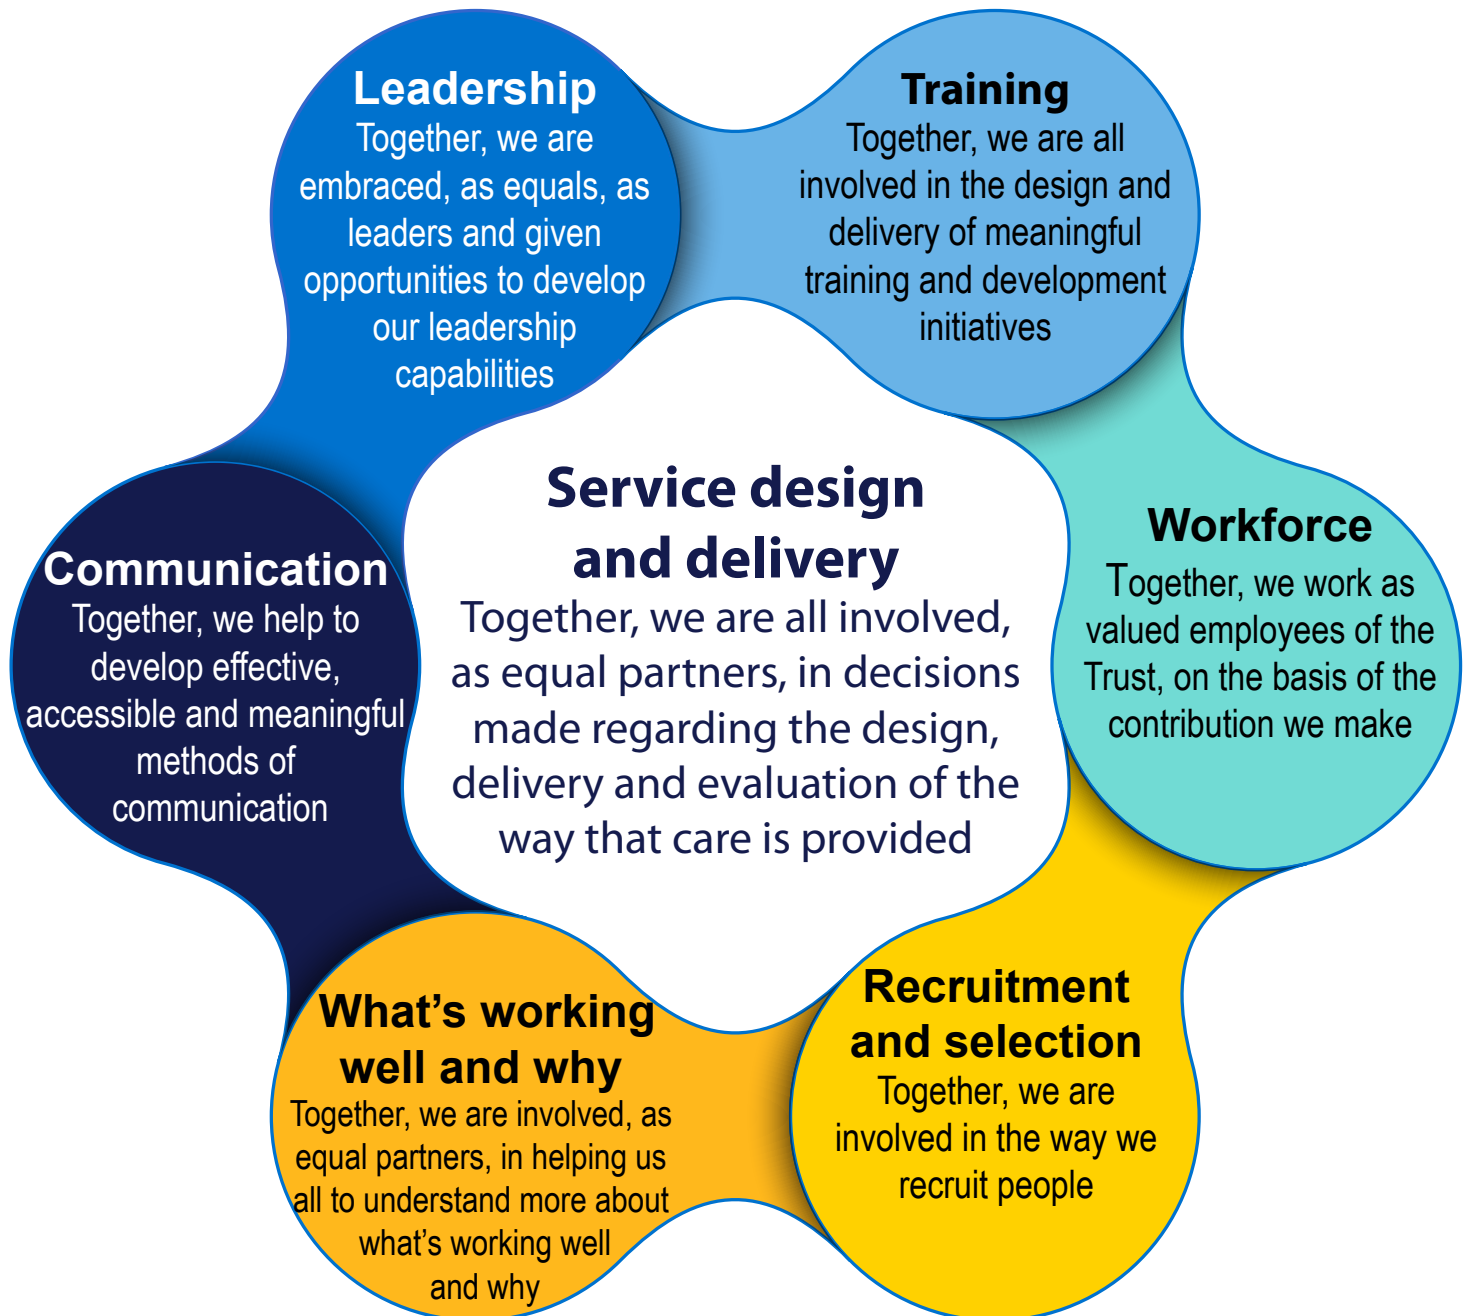 Leadership
Together, we are
embraced, as equals, as
leaders and given
opportunities to develop
our leadership
capabilities
Training
Together, we are all
involved in the design and
delivery of meaningful
training and development
initiatives
Service design
and delivery
Together, we are all involved,
as equal partners, in decisions
made regarding the design,
delivery and evaluation of the
way that care is provided
Workforce
Together, we work as
valued employees of the
Trust, on the basis of the
contribution we make
Communication
Together, we help to
develop effective,
accessible and meaningful
methods of
communication
What’s working
well and why
Together, we are involved, as
equal partners, in helping us
all to understand more about
what’s working well
and why
Recruitment
and selection
Together, we are
involved in the way we
recruit people